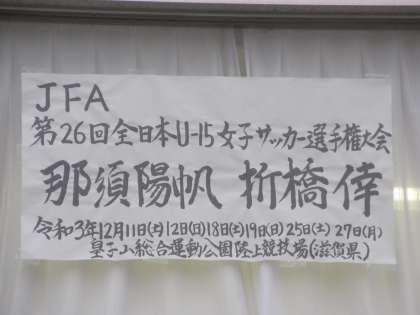 JFA
第26回全日本U-15女子サッカー選手権大会
那須陽帆 折橋倖
令和3年12月11日(土)12日(日)18日(土)19日(日)25日(土)27日(月)
皇子山総合運動公園陸上競技場(滋賀県)